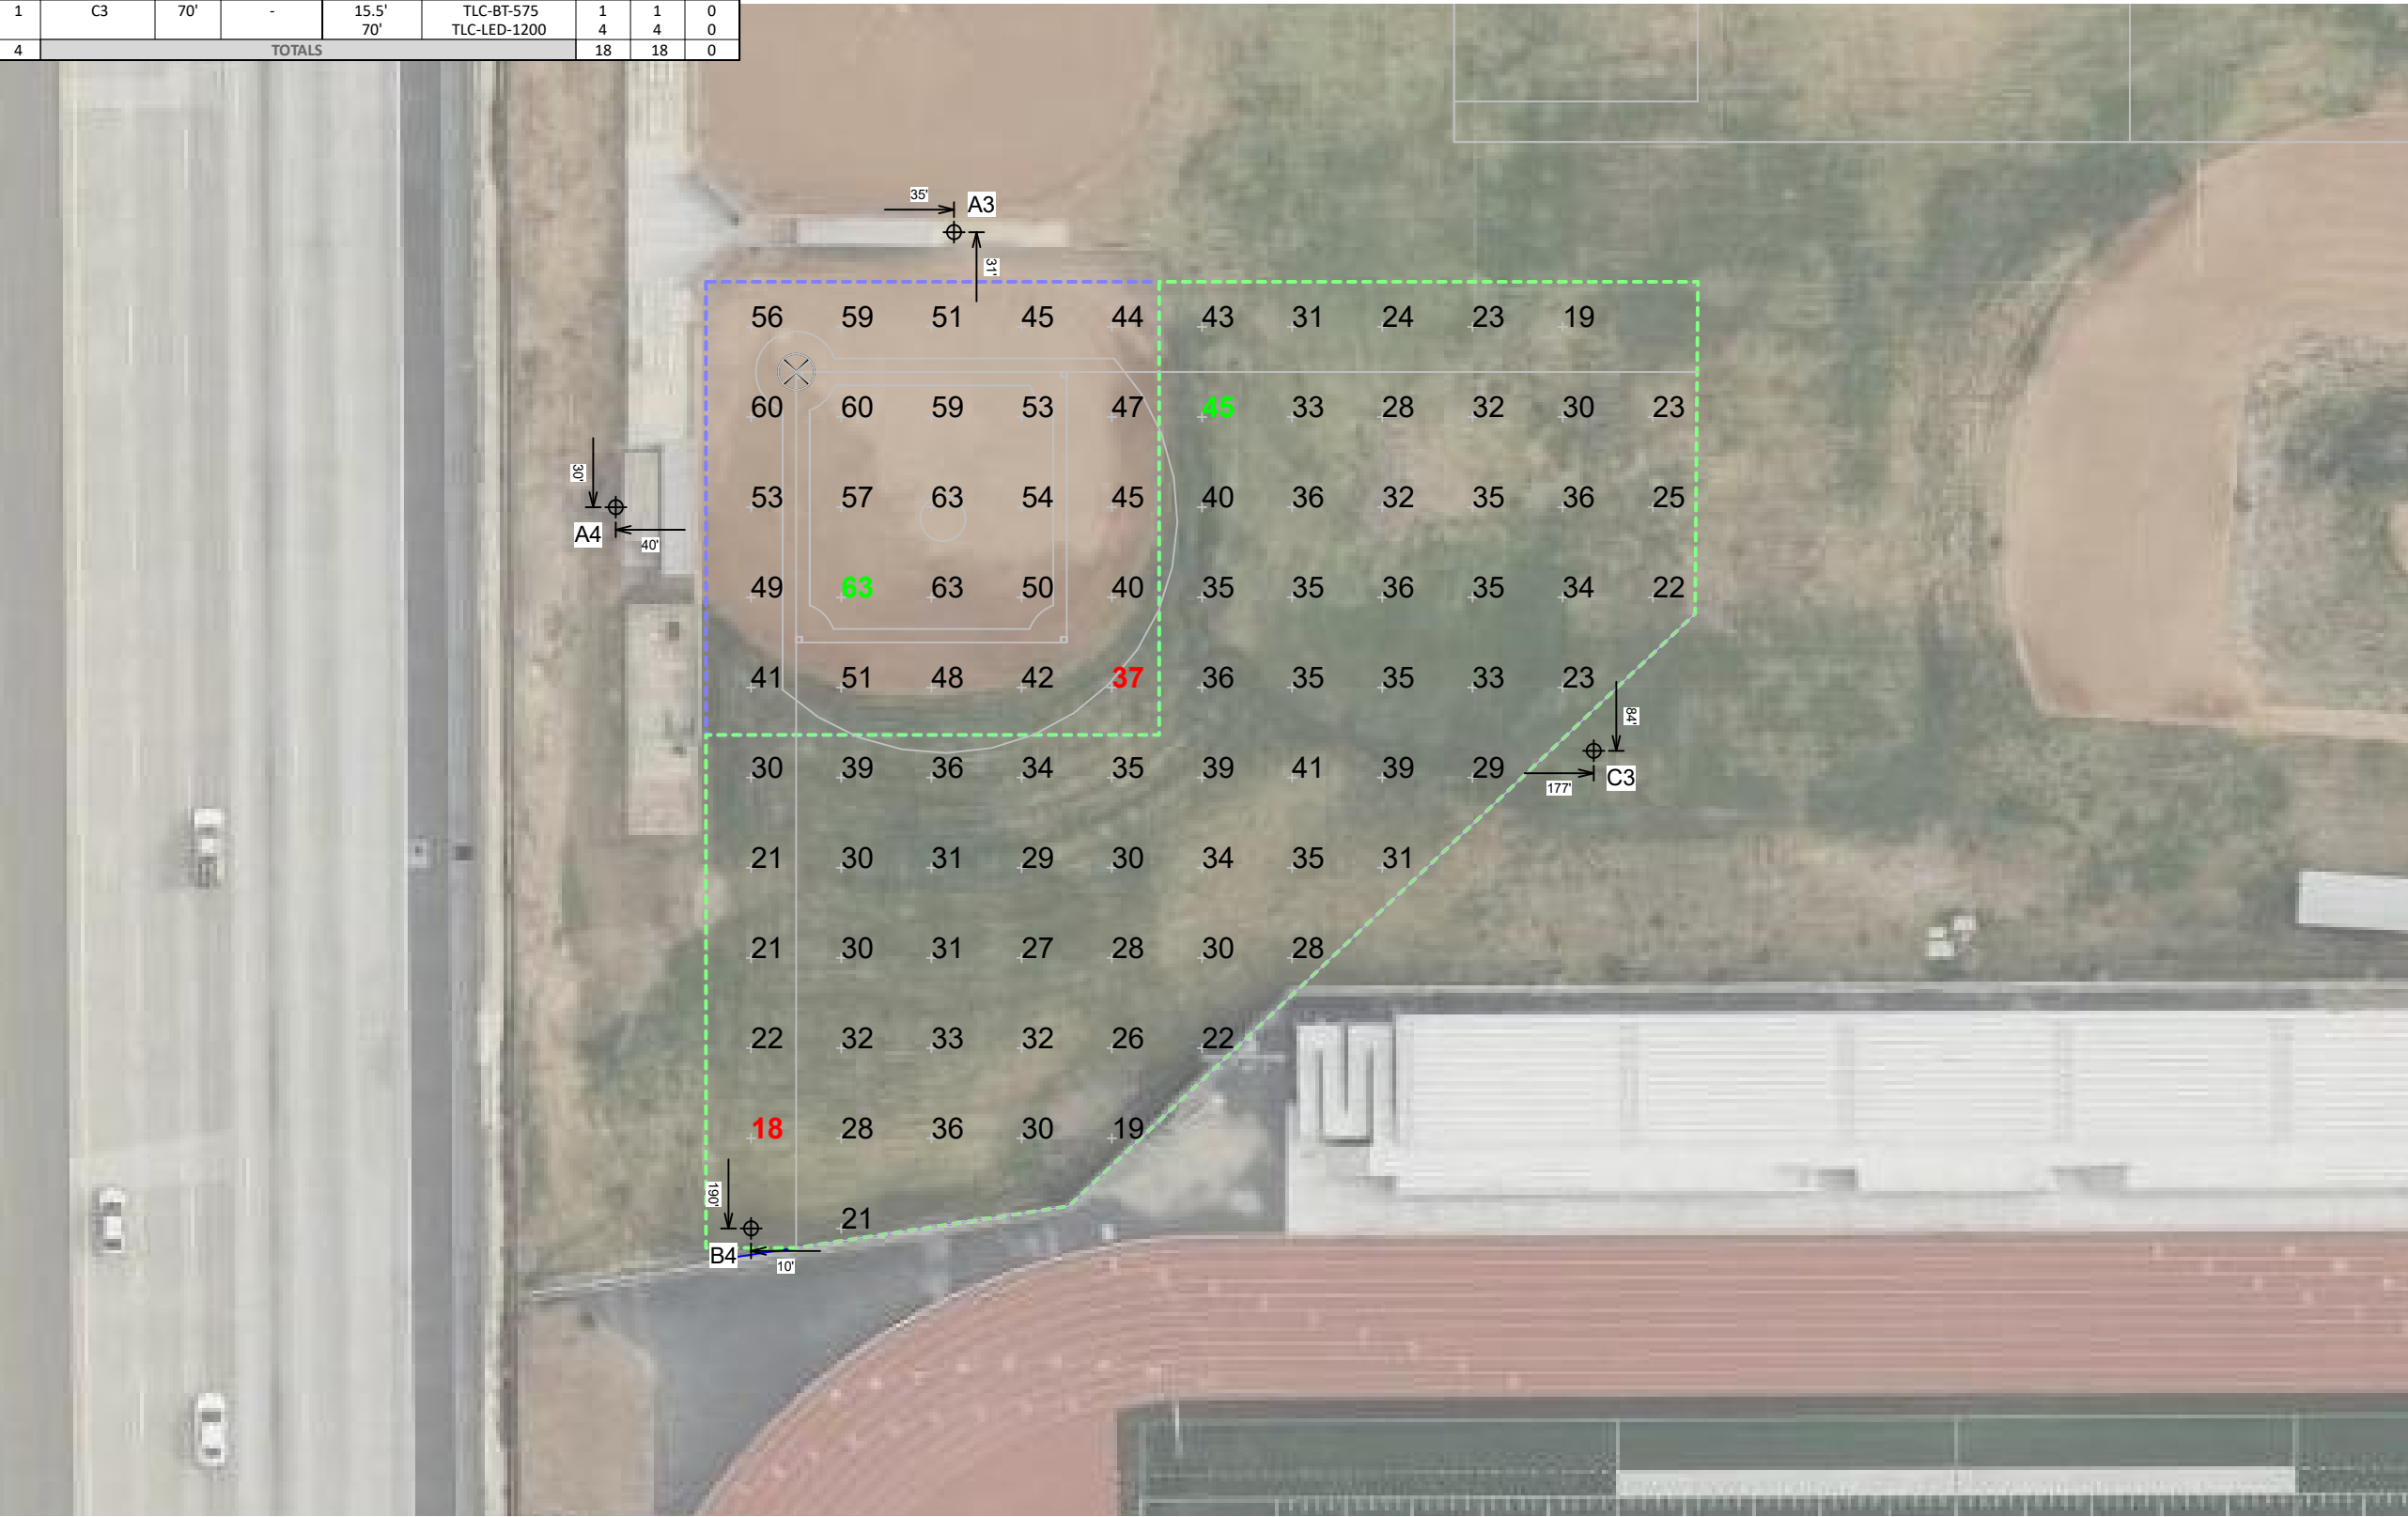 1 C3 70' - 15.5' TLC-BT-575 1 1 0
70' TLC-LED-1200 4 4 0
4 TOTALS 18 18 0
35' A3
31'
56 59 51 45 44 43 31 24 23 19
60 60 59 53 47 45 33 28 32 30 23
30'
53 57 63 54 45 40 36 32 35 36 25
A4 40'
49 63 63 50 40 35 35 36 35 34 22
41 51 48 42 37 36 35 35 33 23
84'
30 39 36 34 35 39 41 39 29 C3
177'
21 30 31 29 30 34 35 31
21 30 31 27 28 30 28
22 32 33 32 26 22
18 28 36 30 19
190'
21
B4 10'